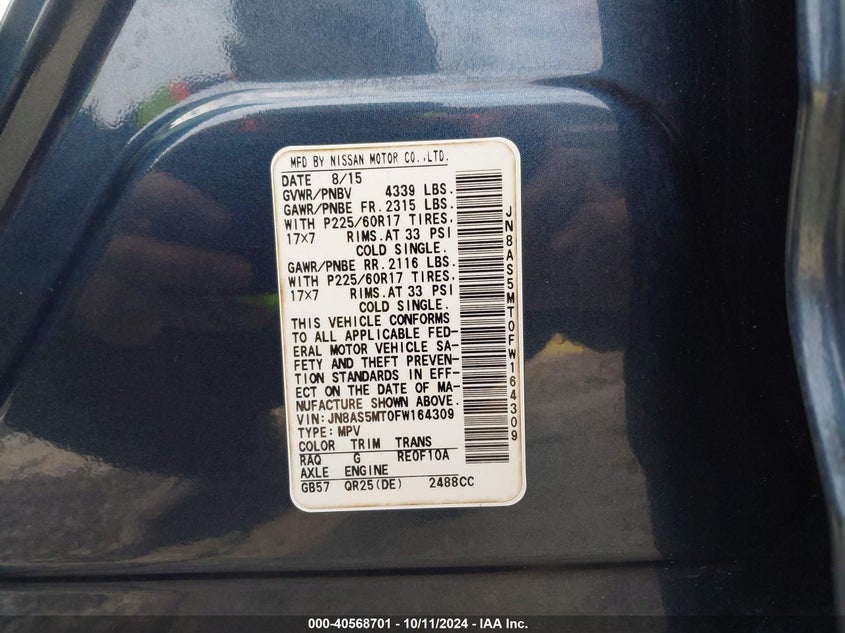 MFD BY NISSAN MOTOR CO.,LTD.
DATE 8/15
GVWR/PNBV 4339 LBS.
GAWR/PNBE FR. 2315 LBS.
WITH P225/60R17 TIRES,
17×7 RIMS.AT 33 PSI
COLD SINGLE.
GAWR/PNBE RR. 2116 LBS.
WITH P225/60R17 TIRES,
17×7 RIMS.AT 33 PSI
COLD SINGLE.
THIS VEHICLE CONFORMS
TO ALL APPLICABLE FED-
ERAL MOTOR VEHICLE SA-
FETY AND THEFT PREVEN-
TION STANDARDS IN EFF-
ECT ON THE DATE OF MA-
NUFACTURE SHOWN ABOVE.
VIN:JN8AS5MT0FW164309
TYPE:MPV
COLOR TRIM TRANS
RAQ G RE0F10A
AXLE ENGINE
GB57 QR25(DE) 2488CC
JN8AS5MT0FW164309
000-40568701 - 10/11/2024 - IAA Inc.